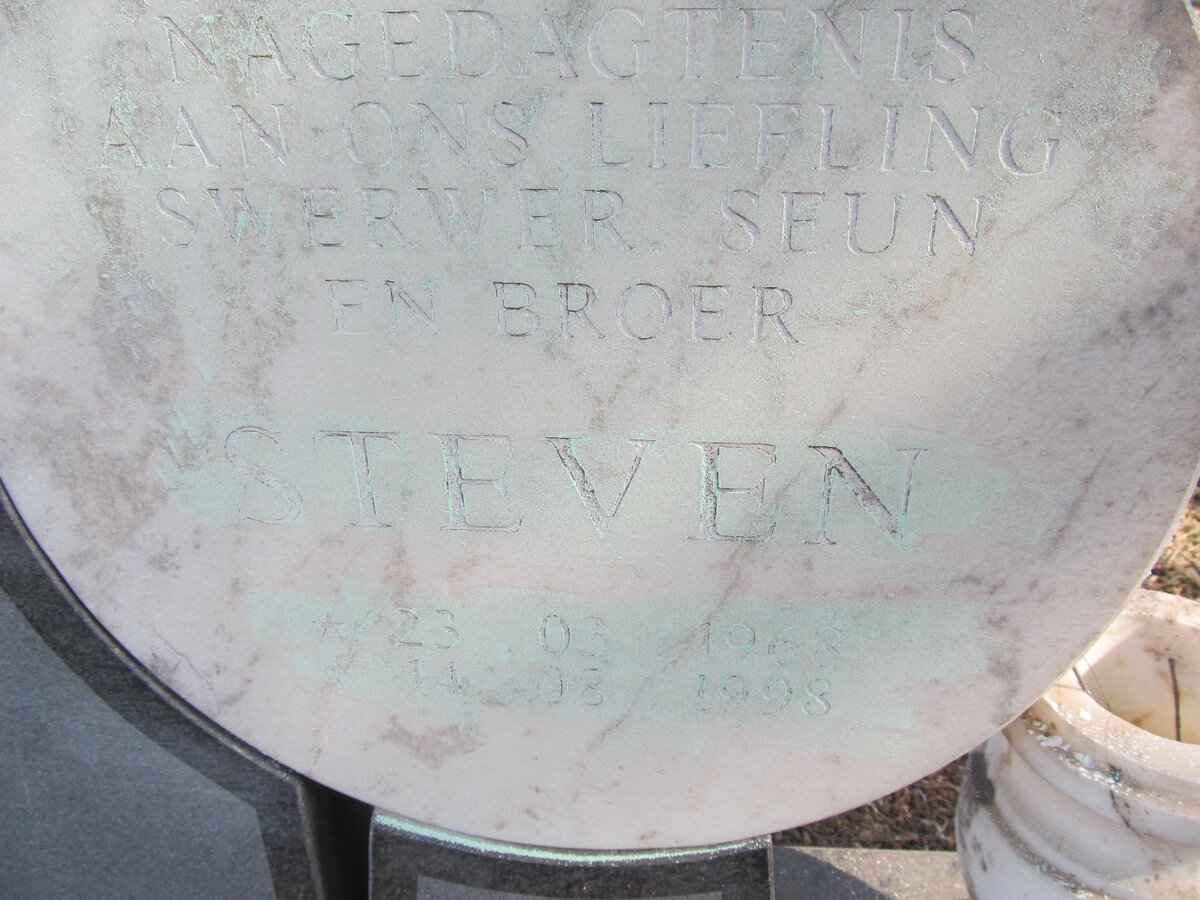 NAGEDAGTENIS
AAN ONS LIEFLING
SWERWER. SEUN
EN BROER
STEVEN
* 23 . 03 . 1968
† 14 . 08 . 1998